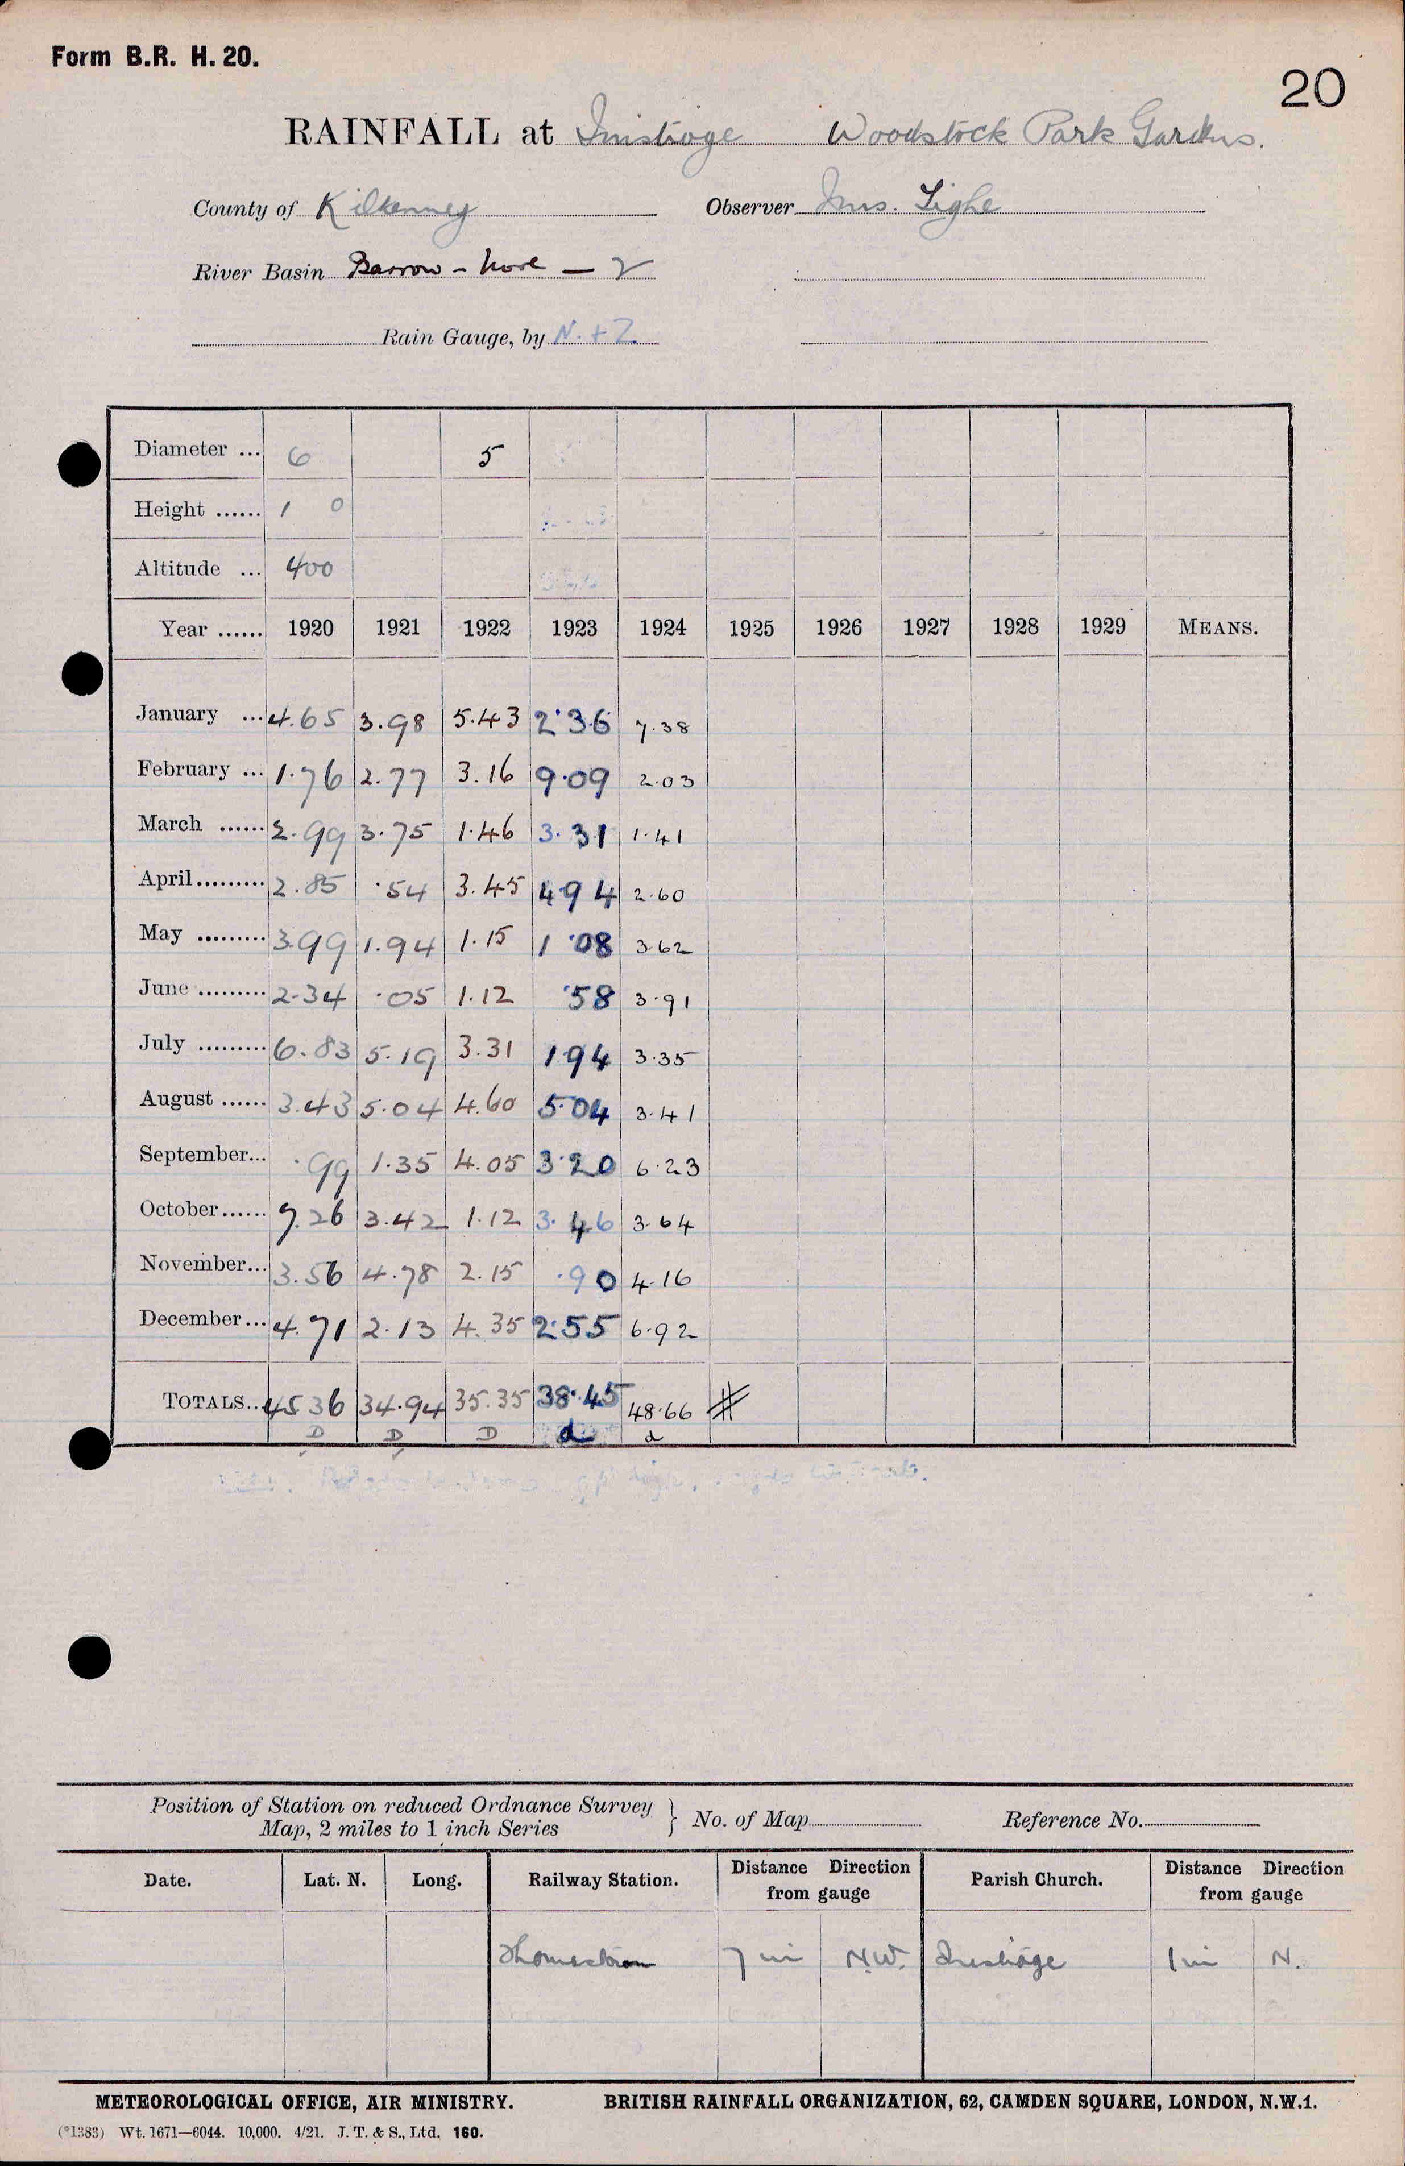 Form B.R. H. 20.
20
RAINFALL at Inistioge Woodstock Park Gardens.
County of Kilkenny Observer Mrs. Tighe
River Basin Barrow - Nore - 2
Rain Gauge, by N. + Z.
Diameter ... 6 5
Height ...... 1 0
Altitude ... 400
Year ...... 1920 1921 1922 1923 1924 1925 1926 1927 1928 1929 MEANS.
January ... 4.65 3.98 5.43 2.36 7.38
February ... 1.76 2.77 3.16 9.09 2.03
March ...... 2.99 3.75 1.46 3.31 1.41
April ......... 2.85 .54 3.45 4.94 2.60
May ......... 3.99 1.94 1.15 1.08 3.62
June ......... 2.34 .05 1.12 .58 3.91
July ......... 6.83 5.19 3.31 1.94 3.35
August ...... 3.43 5.04 4.60 5.04 3.41
September... .99 1.35 4.05 3.20 6.23
October...... 7.26 3.42 1.12 3.46 3.64
November... 3.56 4.78 2.15 .90 4.16
December... 4.71 2.13 4.35 2.55 6.92
TOTALS... 45 36 34.94 35.35 38.45 48.66 #
D D D d d
Position of Station on reduced Ordnance Survey
Map, 2 miles to 1 inch Series } No. of Map Reference No.
Date. Lat. N. Long. Railway Station. Distance Direction from gauge Parish Church. Distance Direction from gauge
Thomastown 7 m N.W. Inistioge 1 m N.
METEOROLOGICAL OFFICE, AIR MINISTRY. BRITISH RAINFALL ORGANIZATION, 62, CAMDEN SQUARE, LONDON, N.W.1.
(*1383) Wt. 1671—6044. 10,000. 4/21. J. T. & S., Ltd. 160.